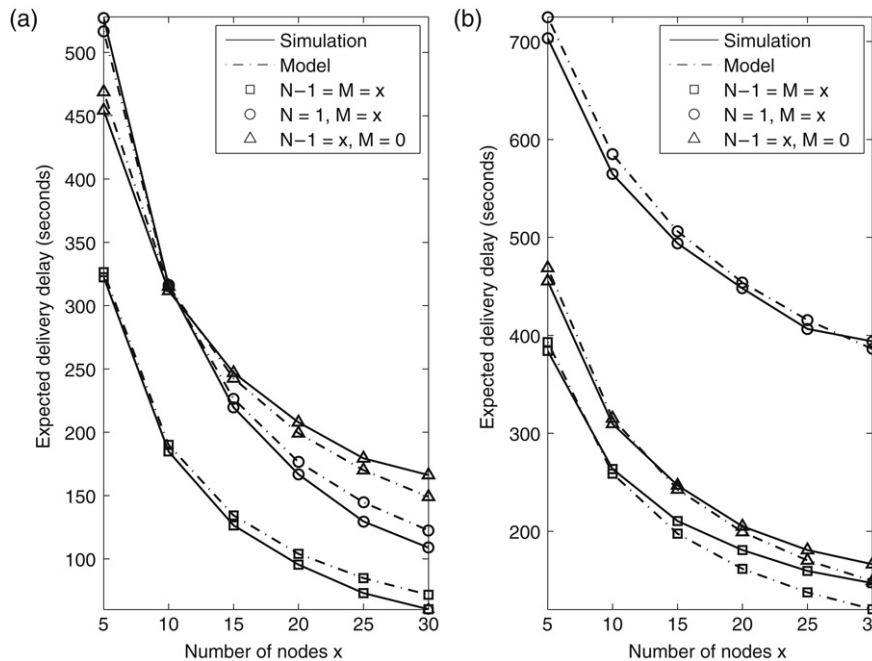 (a)
500
450
400
350
300
250
200
150
100
5
10
15
20
25
30
Expected delivery delay (seconds)
Number of nodes x
Simulation
Model
N−1 = M = x
N = 1, M = x
N−1 = x, M = 0
(b)
700
600
500
400
300
200
5
10
15
20
25
30
Expected delivery delay (seconds)
Number of nodes x
Simulation
Model
N−1 = M = x
N = 1, M = x
N−1 = x, M = 0